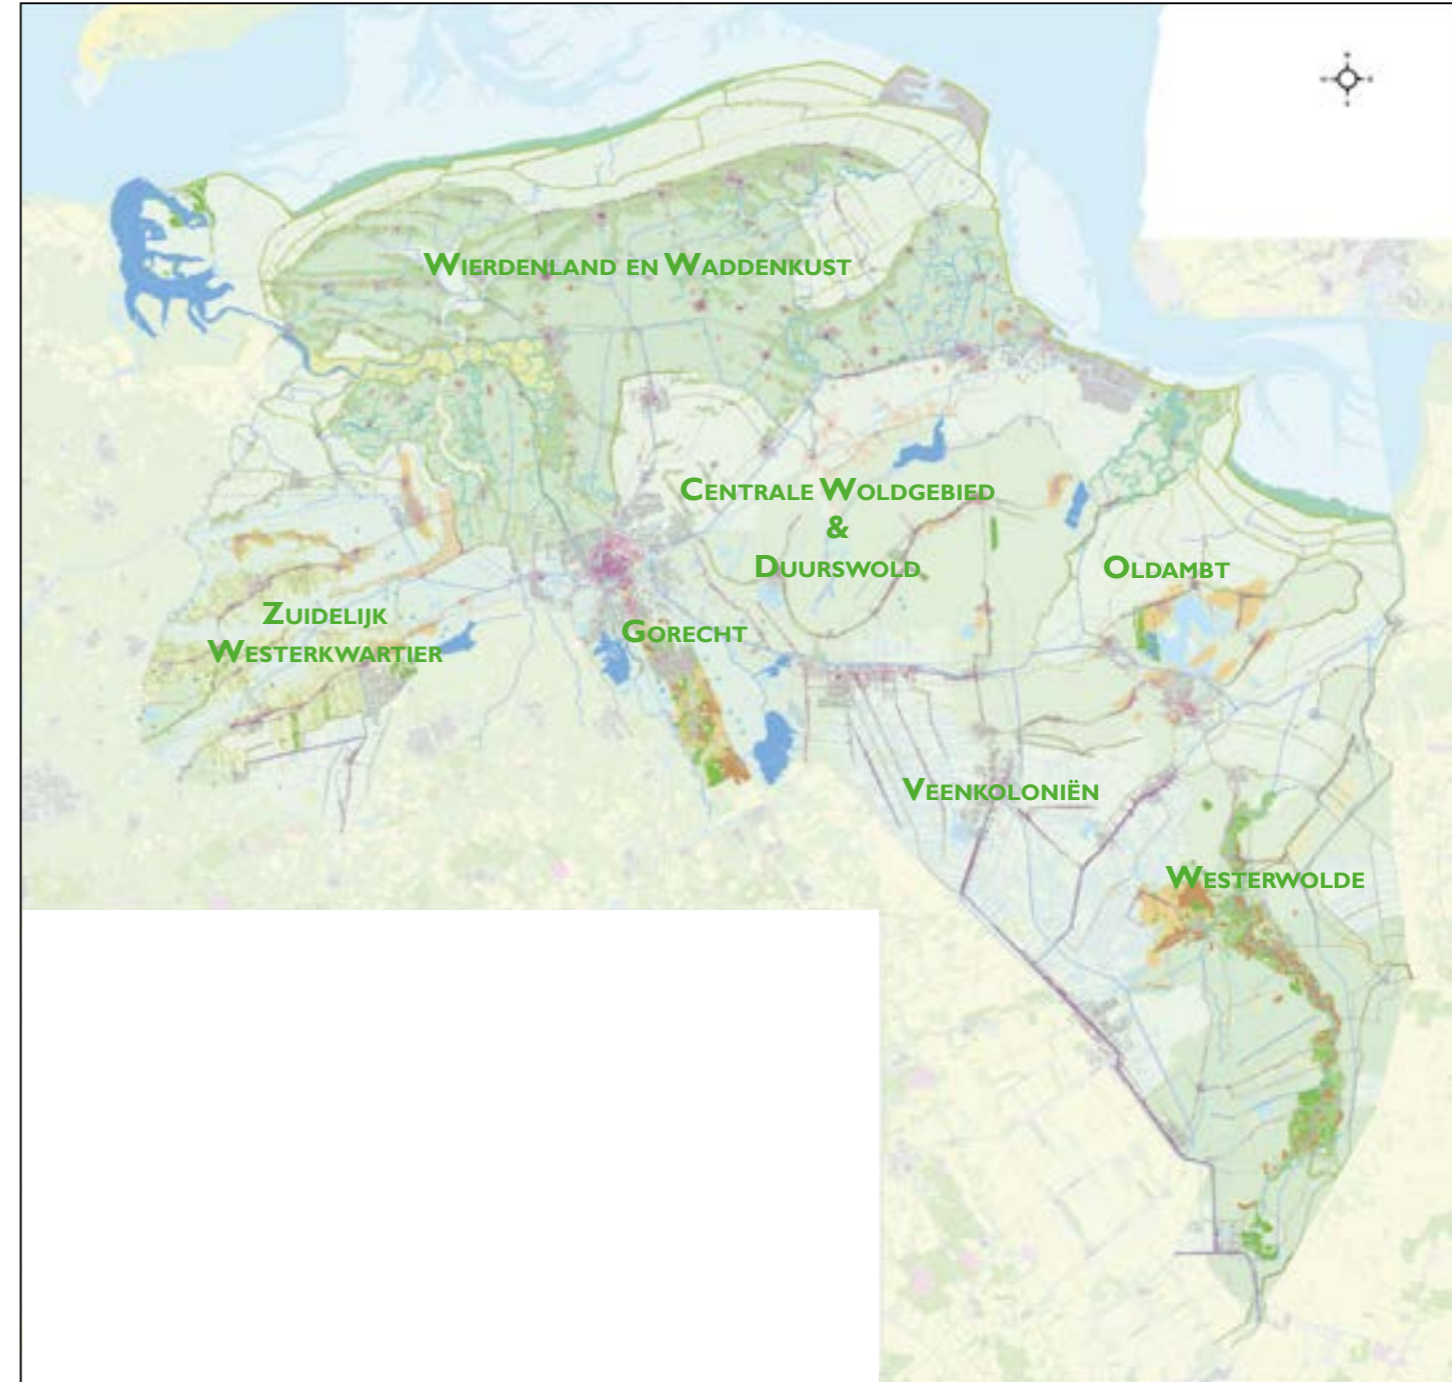 Wierdenland en Waddenkust
Centrale Woldgebied
&
Duurswold
Oldambt
Zuidelijk
Westerkwartier
Gorecht
Veenkoloniën
Westerwolde